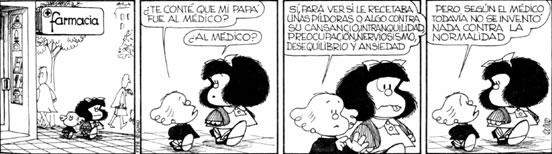 farmacia
¿TE CONTÉ QUE MI PAPÁ
FUE AL MÉDICO?
¿AL MÉDICO?
SÍ, PARA VER SI LE RECETABA
UNAS PÍLDORAS O ALGO CONTRA
SU CANSANCIO, INTRANQUILIDAD,
PREOCUPACIÓN, NERVIOSISMO,
DESEQUILIBRIO Y ANSIEDAD
PERO SEGÚN EL MÉDICO
TODAVÍA NO SE INVENTÓ
NADA CONTRA LA
NORMALIDAD